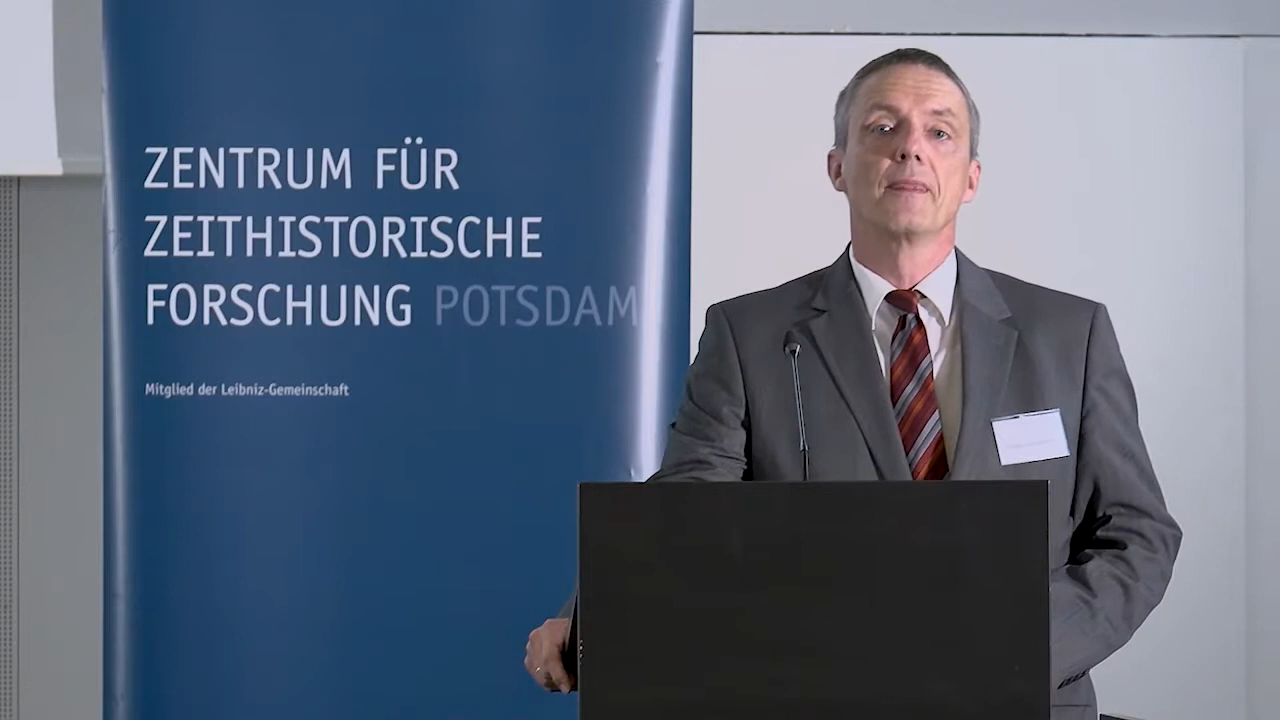 ZENTRUM FÜR
ZEITHISTORISCHE
FORSCHUNG POTSDAM
Mitglied der Leibniz-Gemeinschaft